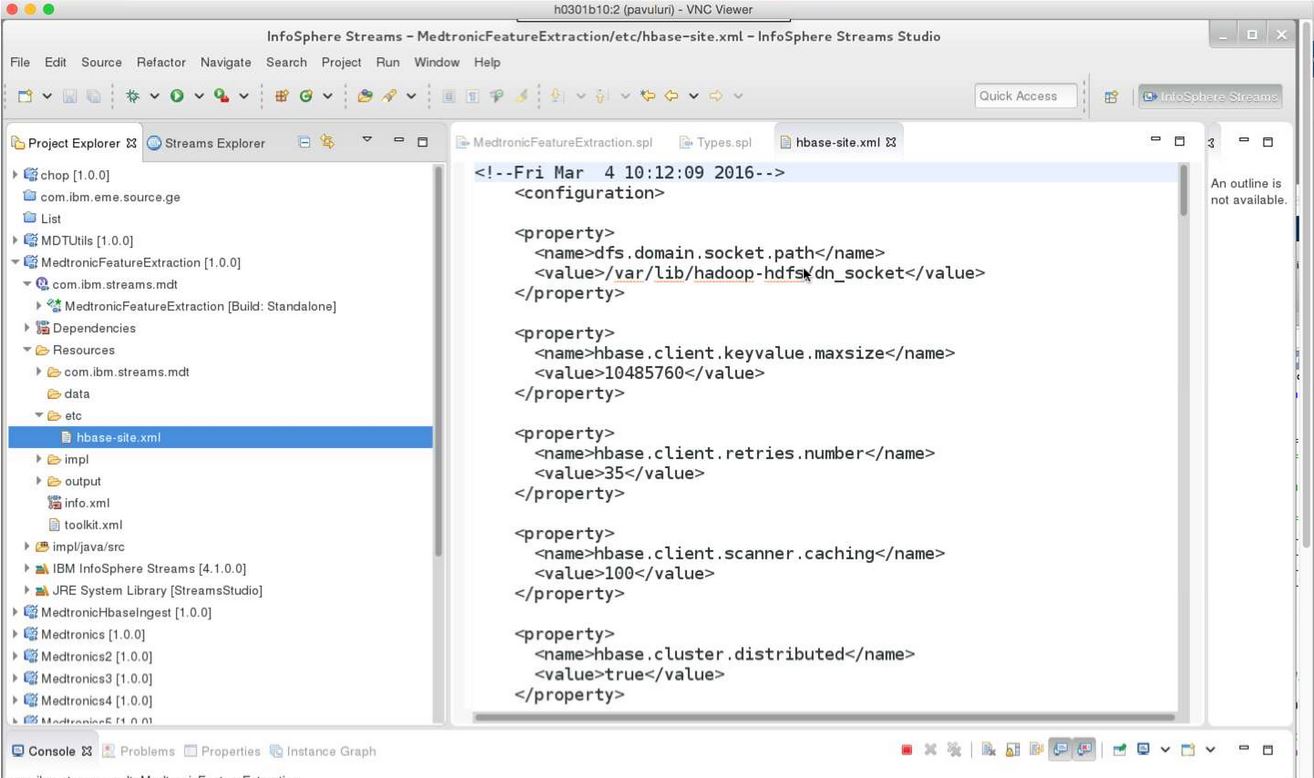 h0301b10:2 (pavuluri) - VNC Viewer
InfoSphere Streams - MedtronicFeatureExtraction/etc/hbase-site.xml - InfoSphere Streams Studio
File Edit Source Refactor Navigate Search Project Run Window Help
Quick Access
InfoSphere Streams
Project Explorer
Streams Explorer
chop [1.0.0]
com.ibm.eme.source.ge
List
MDTUtils [1.0.0]
MedtronicFeatureExtraction [1.0.0]
com.ibm.streams.mdt
MedtronicFeatureExtraction [Build: Standalone]
Dependencies
Resources
com.ibm.streams.mdt
data
etc
hbase-site.xml
impl
output
info.xml
toolkit.xml
impl/java/src
IBM InfoSphere Streams [4.1.0.0]
JRE System Library [StreamsStudio]
MedtronicHbaseIngest [1.0.0]
Medtronics [1.0.0]
Medtronics2 [1.0.0]
Medtronics3 [1.0.0]
Medtronics4 [1.0.0]
Medtronics5 [1.0.0]
MedtronicFeatureExtraction.spl
Types.spl
hbase-site.xml
<!--Fri Mar  4 10:12:09 2016-->
<configuration>
<property>
<name>dfs.domain.socket.path</name>
<value>/var/lib/hadoop-hdfs/dn_socket</value>
</property>
<property>
<name>hbase.client.keyvalue.maxsize</name>
<value>10485760</value>
</property>
<property>
<name>hbase.client.retries.number</name>
<value>35</value>
</property>
<property>
<name>hbase.client.scanner.caching</name>
<value>100</value>
</property>
<property>
<name>hbase.cluster.distributed</name>
<value>true</value>
</property>
An outline is
not available.
Console
Problems
Properties
Instance Graph